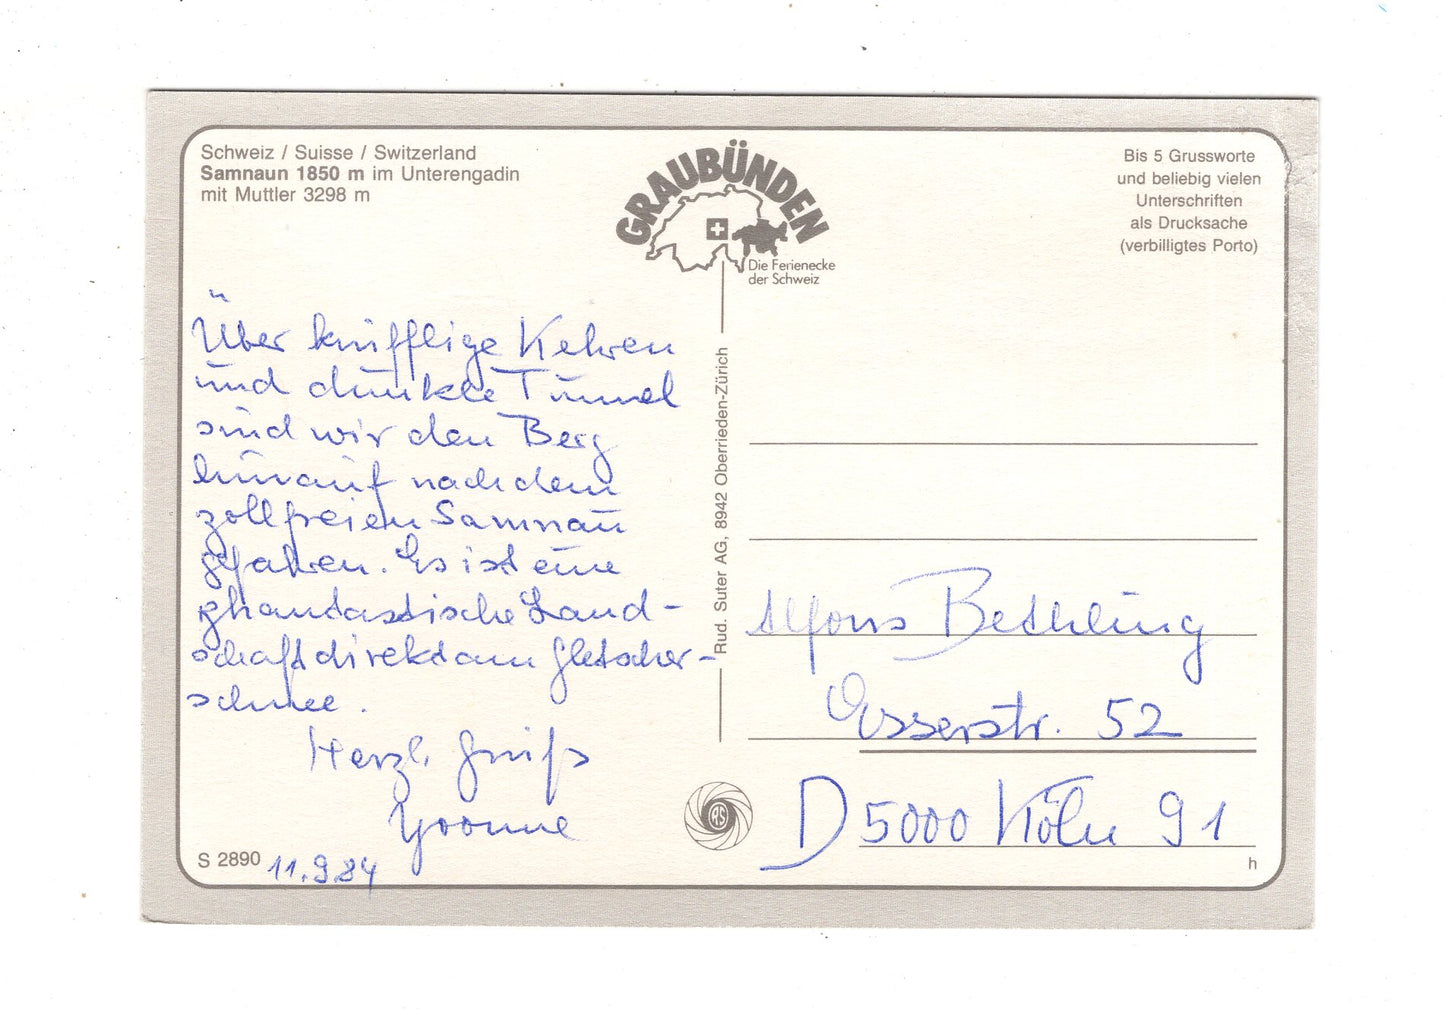 Schweiz / Suisse / Switzerland
Samnaun 1850 m im Unterengadin
mit Muttler 3298 m
GRAUBÜNDEN
Die Ferienecke
der Schweiz
Bis 5 Grussworte
und beliebig vielen
Unterschriften
als Drucksache
(verbilligtes Porto)
Über knifflige Kehren
und dunkle Tunnel
sind wir den Berg
hinauf nach dem
zollfreien Samnau
gefahren. Es ist eine
phantastische Land-
schaft direkt am Gletscher-
schnee.
Herzl. Gruß
Yvonne
S 2890
11.9.84
Rud. Suter AG, 8942 Oberrieden-Zürich
Alfons Bethling
52
RS
D 5000 Köln 91
h